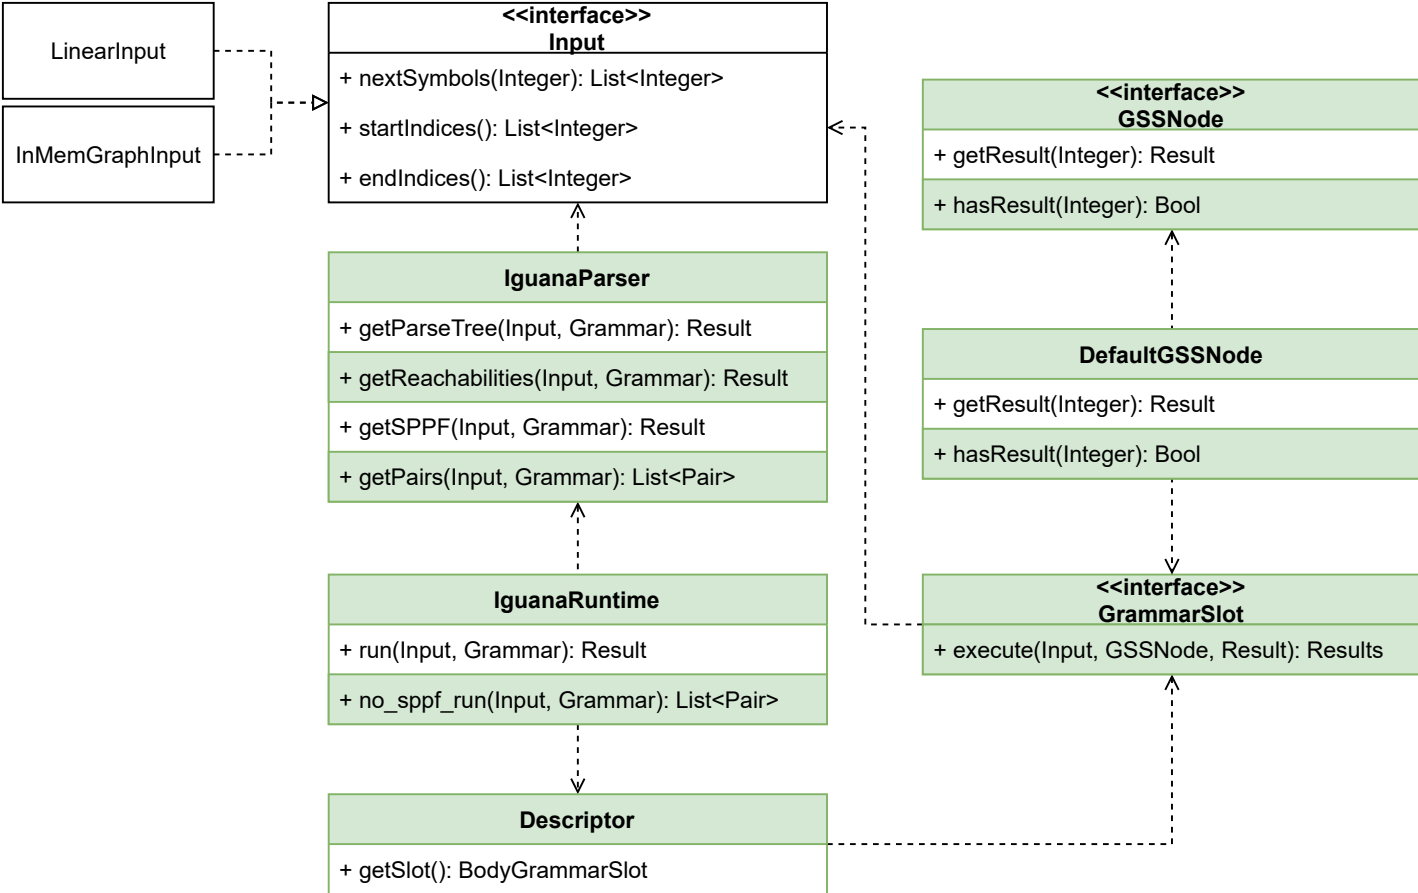 LinearInput
InMemGraphInput
<<interface>>
Input
+ nextSymbols(Integer): List<Integer>
+ startIndices(): List<Integer>
+ endIndices(): List<Integer>
IguanaParser
+ getParseTree(Input, Grammar): Result
+ getReachabilities(Input, Grammar): Result
+ getSPPF(Input, Grammar): Result
+ getPairs(Input, Grammar): List<Pair>
IguanaRuntime
+ run(Input, Grammar): Result
+ no_sppf_run(Input, Grammar): List<Pair>
Descriptor
+ getSlot(): BodyGrammarSlot
<<interface>>
GSSNode
+ getResult(Integer): Result
+ hasResult(Integer): Bool
DefaultGSSNode
+ getResult(Integer): Result
+ hasResult(Integer): Bool
<<interface>>
GrammarSlot
+ execute(Input, GSSNode, Result): Results